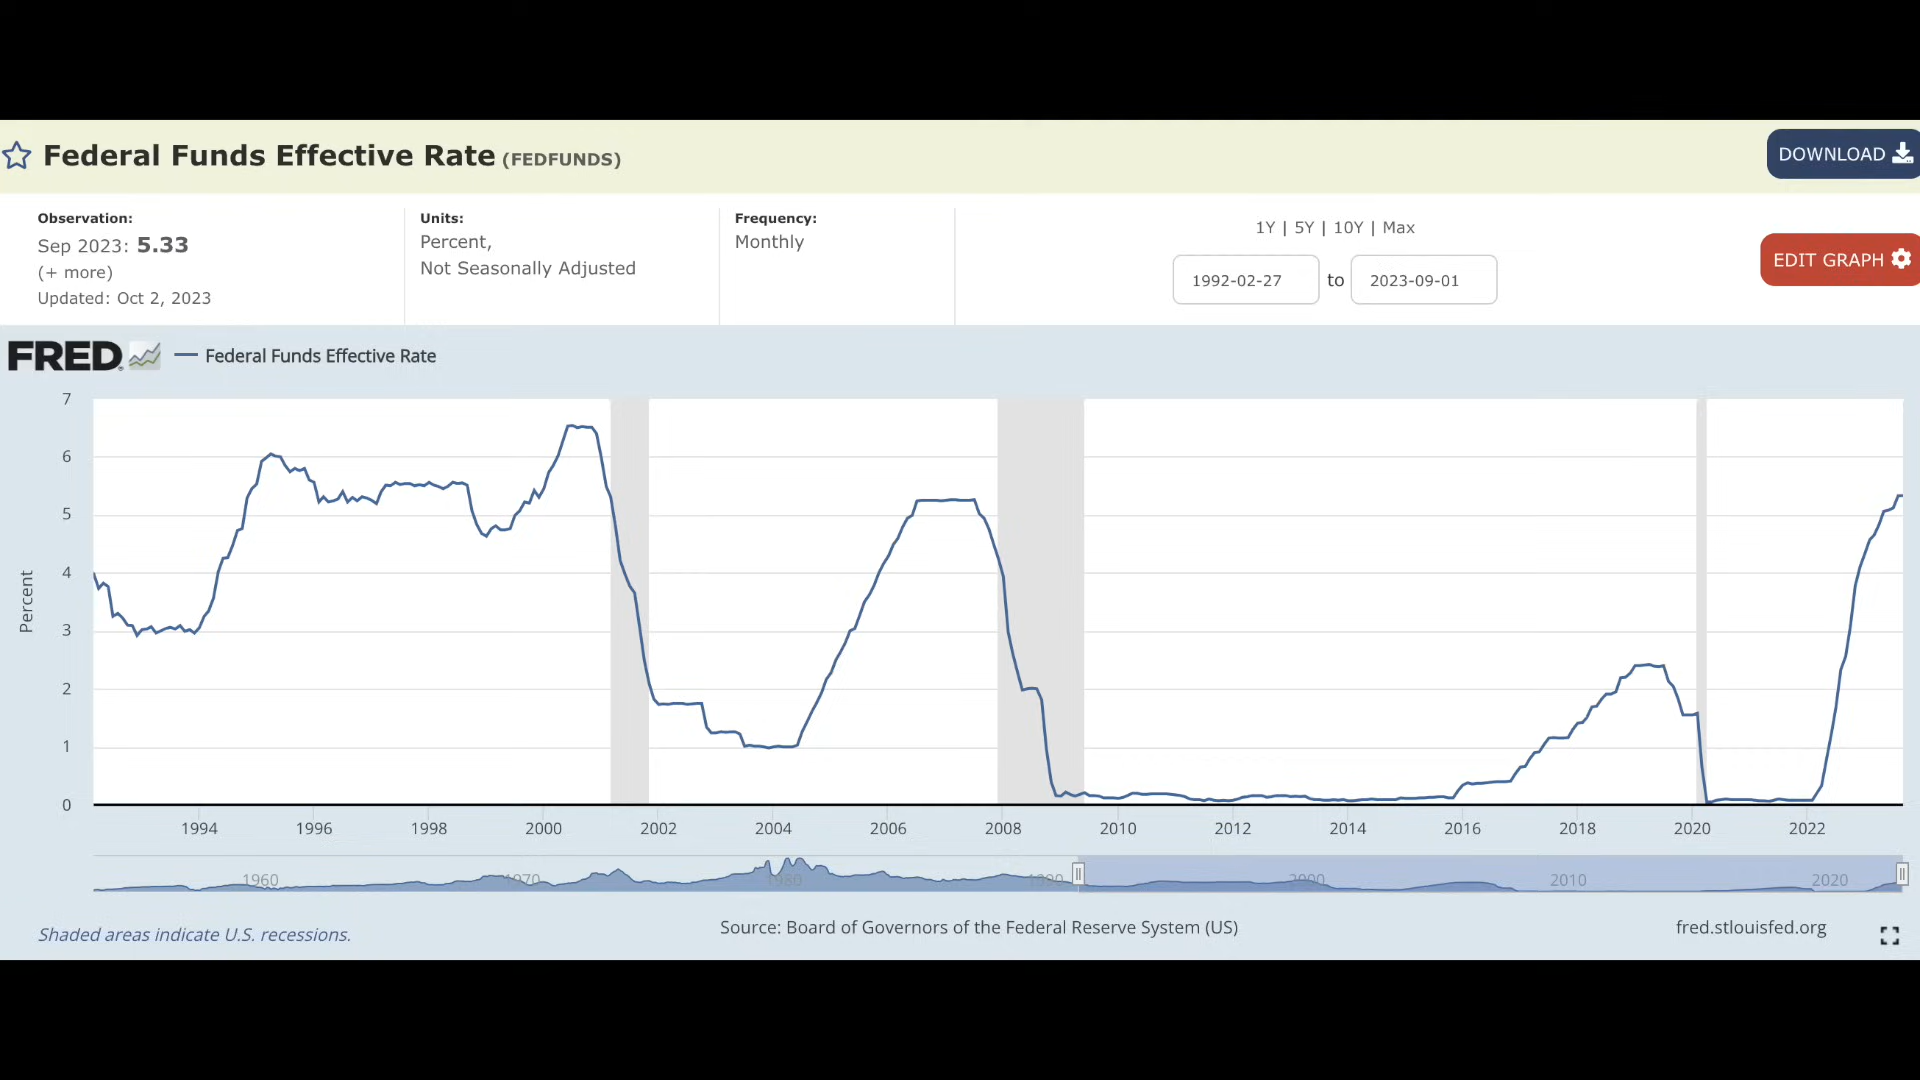 Federal Funds Effective Rate (FEDFUNDS)
DOWNLOAD
Observation:
Sep 2023: 5.33
(+ more)
Updated: Oct 2, 2023
Units:
Percent,
Not Seasonally Adjusted
Frequency:
Monthly
1Y | 5Y | 10Y | Max
1992-02-27 to 2023-09-01
EDIT GRAPH
FRED Federal Funds Effective Rate
7
6
5
4
3
2
1
0
Percent
1994 1996 1998 2000 2002 2004 2006 2008 2010 2012 2014 2016 2018 2020 2022
1960 1970 1980 1990 2000 2010 2020
Shaded areas indicate U.S. recessions.
Source: Board of Governors of the Federal Reserve System (US)
fred.stlouisfed.org